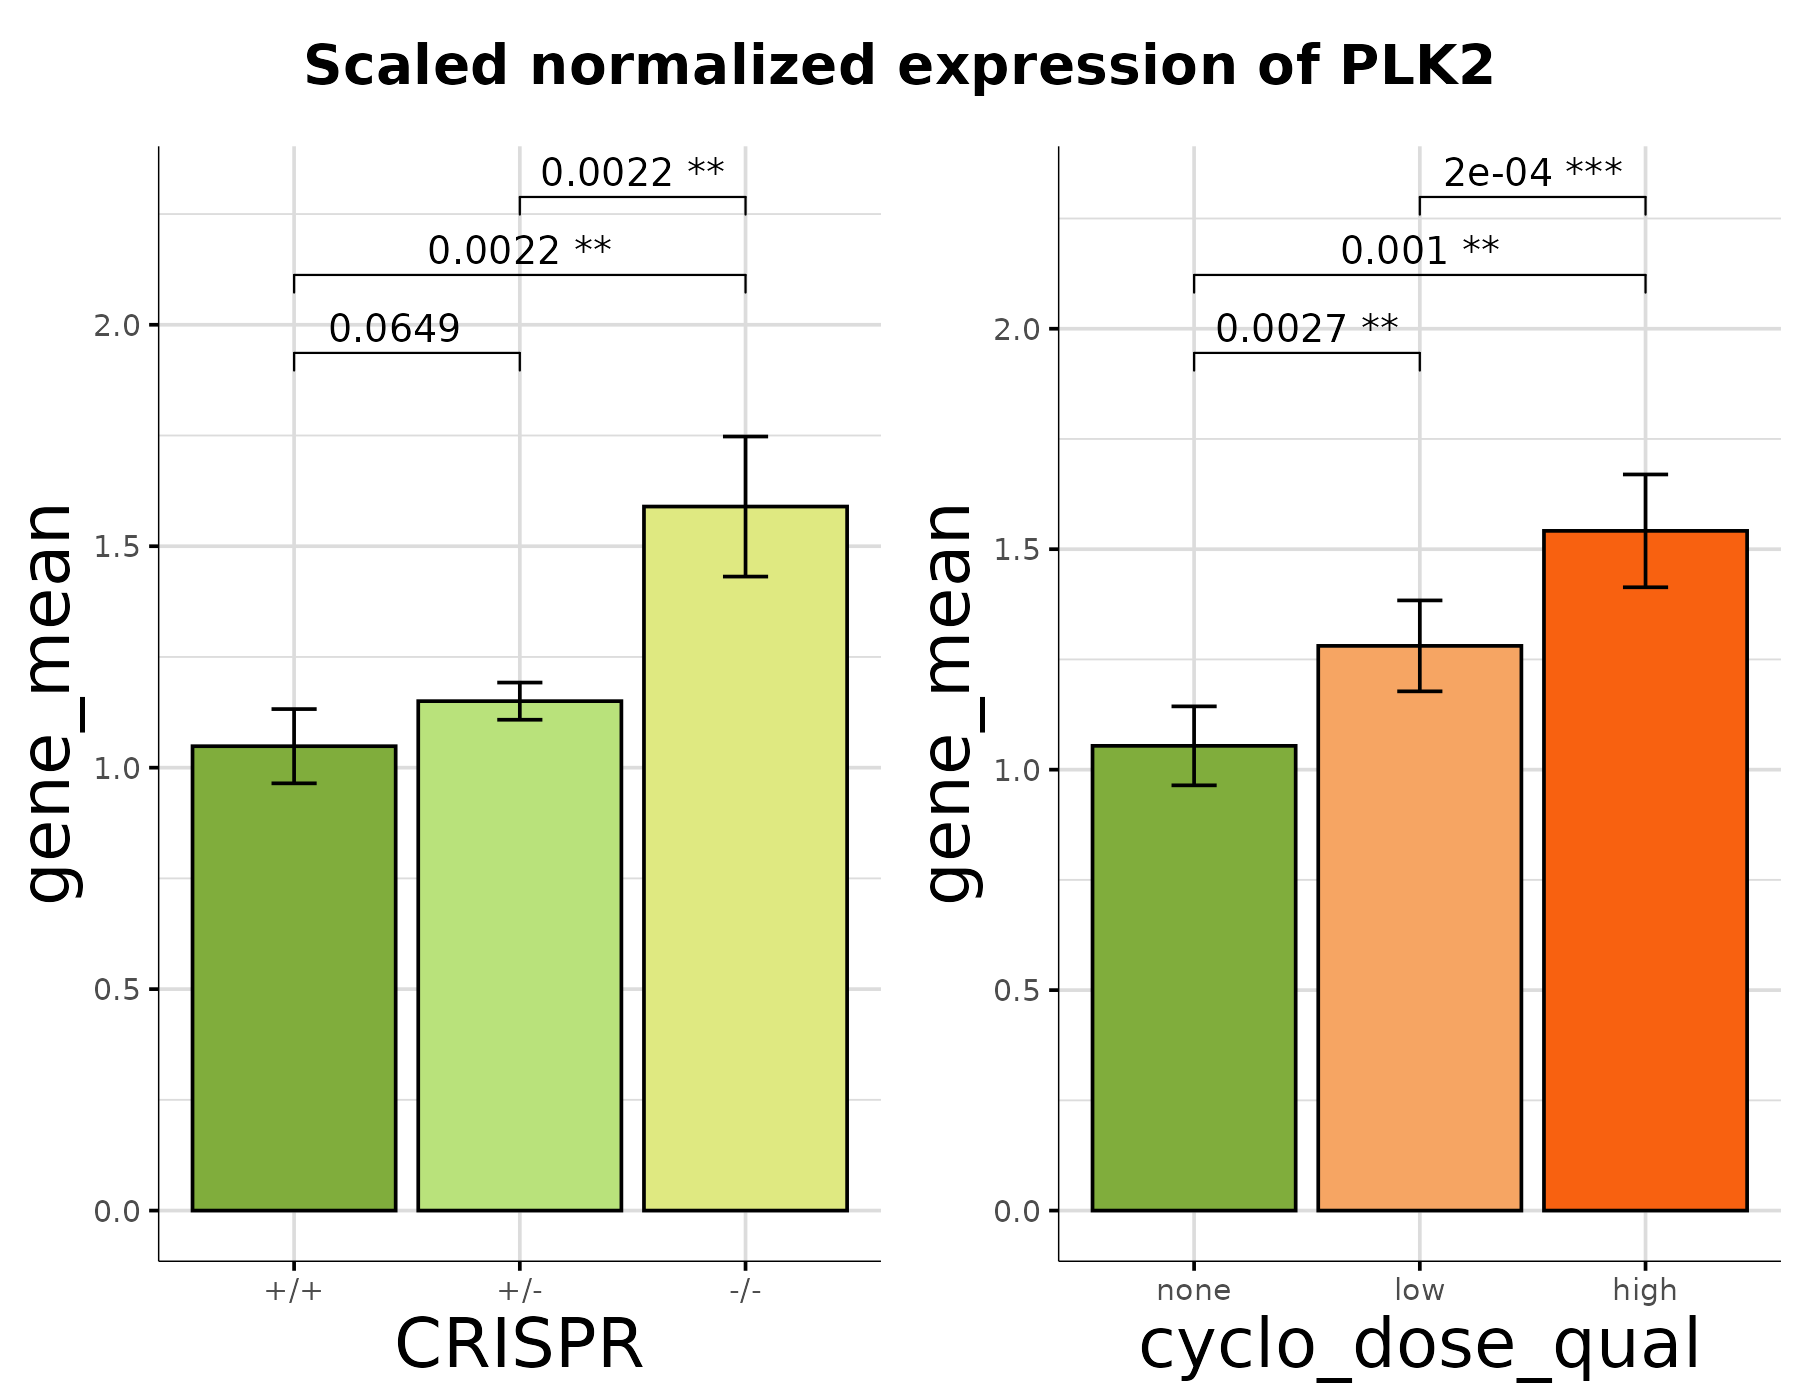 Scaled normalized expression of PLK2
0.0022 **
0.0022 **
0.0649
2.0
1.5
1.0
0.5
0.0
gene_mean
+/+ +/- -/-
CRISPR
2e-04 ***
0.001 **
0.0027 **
2.0
1.5
1.0
0.5
0.0
gene_mean
none low high
cyclo_dose_qual